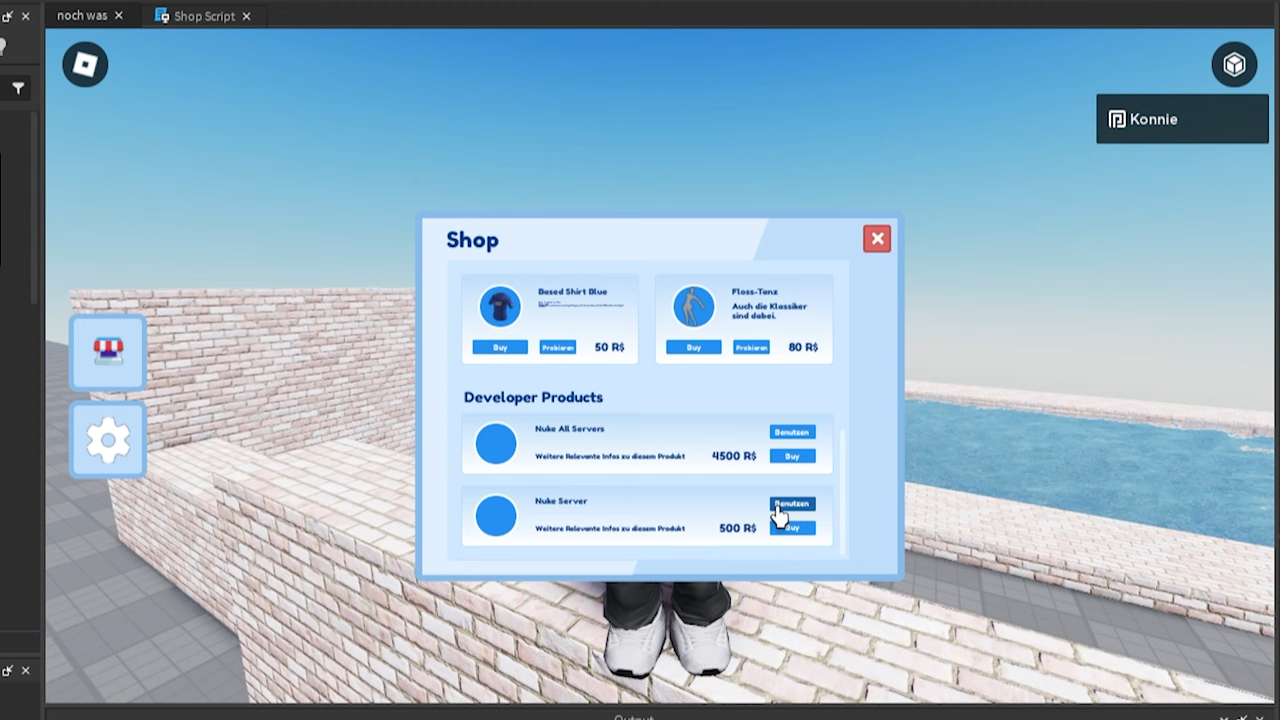 noch was
Shop Script
Konnie
Shop
Based Shirt Blue
Buy
Probieren
50 R$
Floss-Tanz
Auch die Klassiker
sind dabei.
Buy
Probieren
80 R$
Developer Products
Nuke All Servers
Benutzen
Weitere Relevante Infos zu diesem Produkt
4500 R$
Buy
Nuke Server
Benutzen
Weitere Relevante Infos zu diesem Produkt
500 R$
Buy
Output